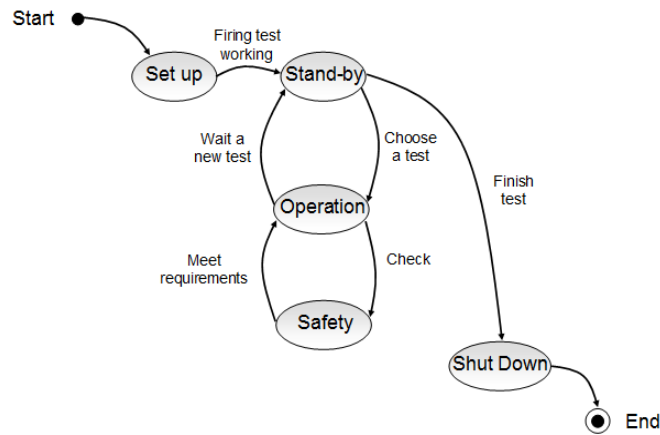 Start
Firing test
working
Set up
Stand-by
Wait a
new test
Choose
a test
Finish
test
Operation
Meet
requirements
Check
Safety
Shut Down
End